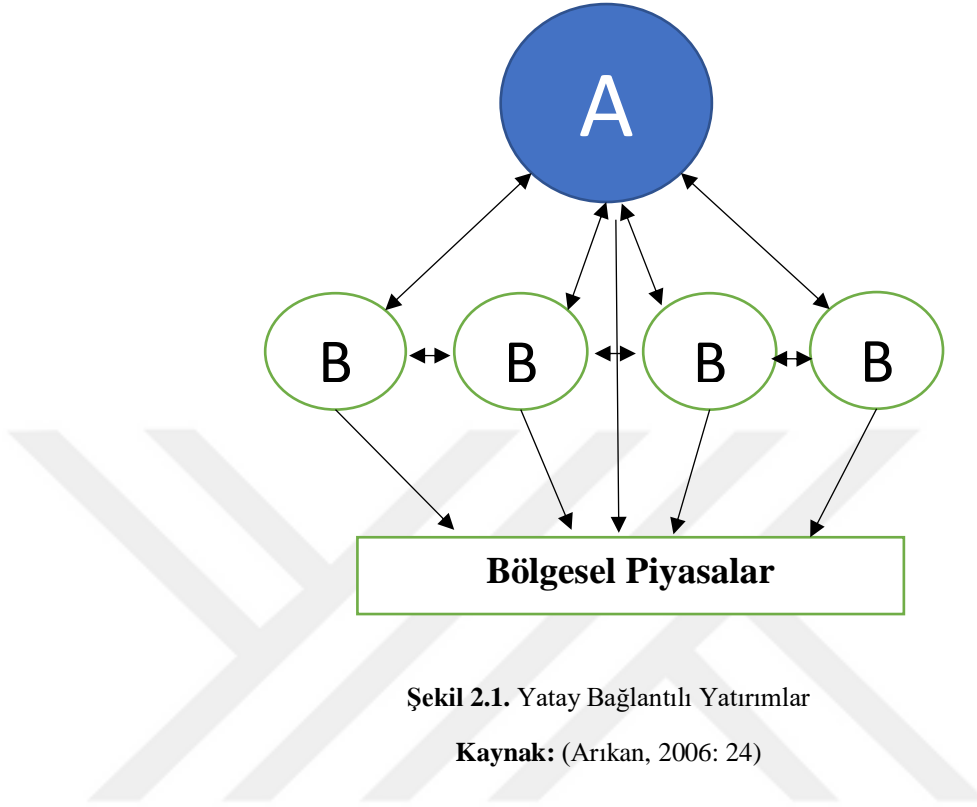 A
B B B B
Bölgesel Piyasalar
Şekil 2.1. Yatay Bağlantılı Yatırımlar
Kaynak: (Arıkan, 2006: 24)